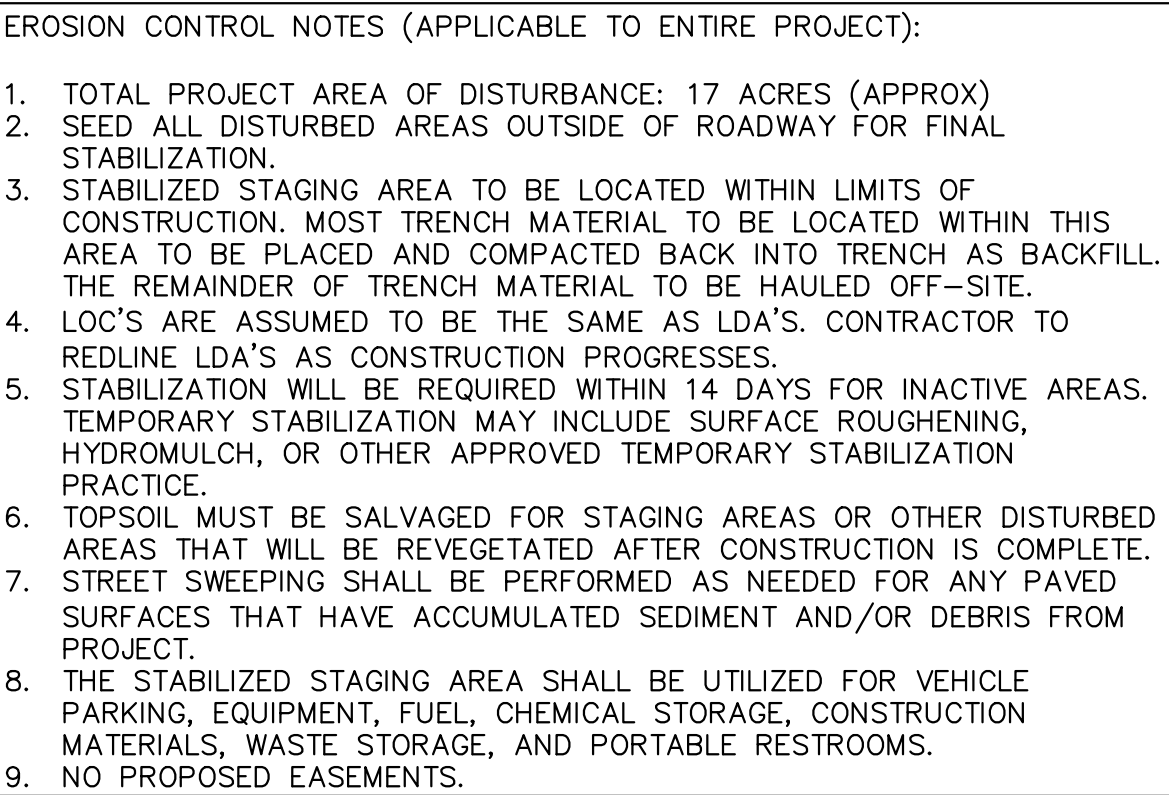 EROSION CONTROL NOTES (APPLICABLE TO ENTIRE PROJECT):
1. TOTAL PROJECT AREA OF DISTURBANCE: 17 ACRES (APPROX)
2. SEED ALL DISTURBED AREAS OUTSIDE OF ROADWAY FOR FINAL
STABILIZATION.
3. STABILIZED STAGING AREA TO BE LOCATED WITHIN LIMITS OF
CONSTRUCTION. MOST TRENCH MATERIAL TO BE LOCATED WITHIN THIS
AREA TO BE PLACED AND COMPACTED BACK INTO TRENCH AS BACKFILL.
THE REMAINDER OF TRENCH MATERIAL TO BE HAULED OFF-SITE.
4. LOC'S ARE ASSUMED TO BE THE SAME AS LDA'S. CONTRACTOR TO
REDLINE LDA'S AS CONSTRUCTION PROGRESSES.
5. STABILIZATION WILL BE REQUIRED WITHIN 14 DAYS FOR INACTIVE AREAS.
TEMPORARY STABILIZATION MAY INCLUDE SURFACE ROUGHENING,
HYDROMULCH, OR OTHER APPROVED TEMPORARY STABILIZATION
PRACTICE.
6. TOPSOIL MUST BE SALVAGED FOR STAGING AREAS OR OTHER DISTURBED
AREAS THAT WILL BE REVEGETATED AFTER CONSTRUCTION IS COMPLETE.
7. STREET SWEEPING SHALL BE PERFORMED AS NEEDED FOR ANY PAVED
SURFACES THAT HAVE ACCUMULATED SEDIMENT AND/OR DEBRIS FROM
PROJECT.
8. THE STABILIZED STAGING AREA SHALL BE UTILIZED FOR VEHICLE
PARKING, EQUIPMENT, FUEL, CHEMICAL STORAGE, CONSTRUCTION
MATERIALS, WASTE STORAGE, AND PORTABLE RESTROOMS.
9. NO PROPOSED EASEMENTS.